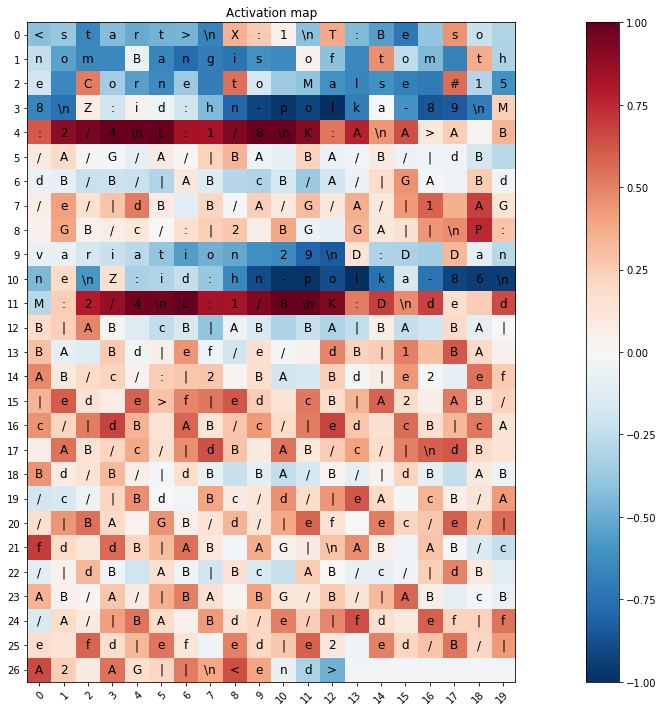 Activation map
0 < s t a r t > \n X : 1 \n T : B e s o
1 n o m B a n g i s o f t o m t h
2 e C o r n e t o M a l s e # 1 5
3 8 \n Z : i d : h n - p o l k a - 8 9 \n M
4 : 2 / 4 \n L : 1 / 8 \n K : A \n A > A B
5 / A / G / A / | B A B A / B / | d B
6 d B / B / | A B c B / A / | G A B d
7 / e / | d B B / A / G / A / | 1 A G
8 G B / c / : | 2 B G G A | | \n P :
9 v a r i a t i o n 2 9 \n D : D D a n
10 n e \n Z : i d : h n - p o l k a - 8 6 \n
11 M : 2 / 4 \n L : 1 / 8 \n K : D \n d e d
12 B | A B c B | A B B A | B A B A |
13 B A B d | e f / e / d B | 1 B A
14 A B / c / : | 2 B A B d | e 2 e f
15 | e d e > f | e d c B | A 2 A B /
16 c / | d B A B / c / | e d c B | c A
17 A B / c / | d B A B / c / | \n d B
18 B d / B / | d B B A / B / | d B A B
19 / c / | B d B c / d / | e A c B / A
20 / | B A G B / d / | e f e c / e / |
21 f d d B | A B A G | \n A B A B / c
22 / | d B A B | B c A B / c / | d B
23 A B / A / | B A B G / B / | A B c B
24 / A / | B A B d / e / | f d e f | f
25 e f d | e f e d | e 2 e d / B / |
26 A 2 A G | | \n < e n d >
0 1 2 3 4 5 6 7 8 9 10 11 12 13 14 15 16 17 18 19
1.00
0.75
0.50
0.25
0.00
−0.25
−0.50
−0.75
−1.00